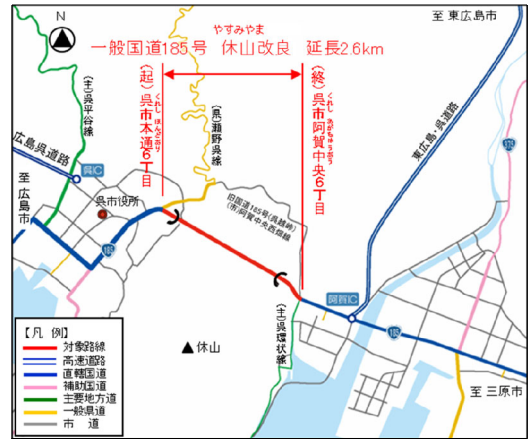 N
至 東広島市
やすみやま
一般国道185号 休山改良 延長2.6km
(主)呉平谷線
(起)呉市本通6丁目
くれし ほんどおり
(県)瀬野呉線
(終)呉市阿賀中央6丁目
くれし あがちゅうおう
東広島・呉道路
広島呉道路
呉IC
至 広島市
呉市役所
旧国道185号(呉越峠)
(市)阿賀中央西畑線
185
185
阿賀IC
(主)呉環状線
休山
至 三原市
【凡 例】
対象路線
高速道路
直轄国道
補助国道
主要地方道
一般県道
市 道